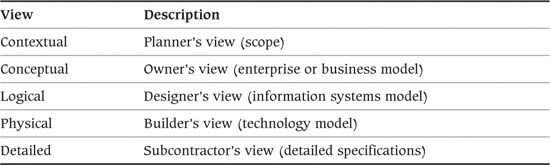 View Description
Contextual Planner's view (scope)
Conceptual Owner's view (enterprise or business model)
Logical Designer's view (information systems model)
Physical Builder's view (technology model)
Detailed Subcontractor's view (detailed specifications)